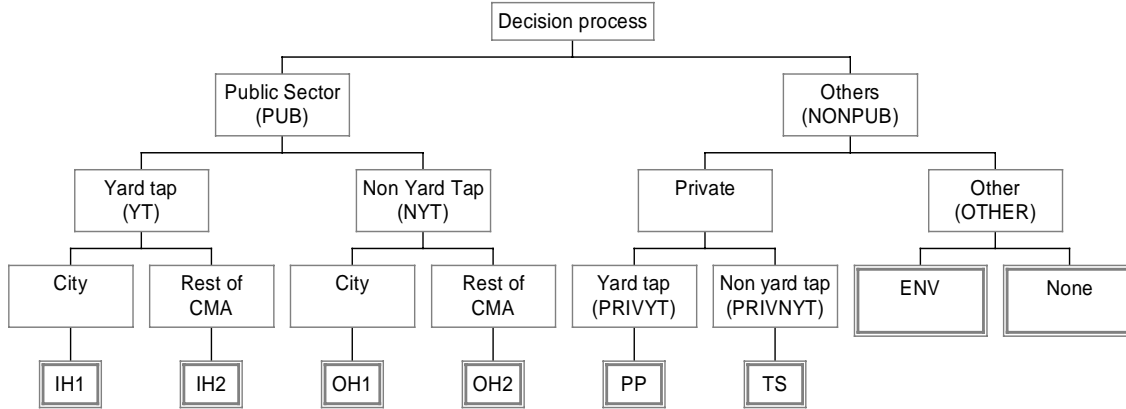 Decision process
Public Sector
(PUB)
Others
(NONPUB)
Yard tap
(YT)
Non Yard Tap
(NYT)
Private
Other
(OTHER)
City
Rest of
CMA
City
Rest of
CMA
Yard tap
(PRIVYT)
Non yard tap
(PRIVNYT)
ENV
None
IH1
IH2
OH1
OH2
PP
TS